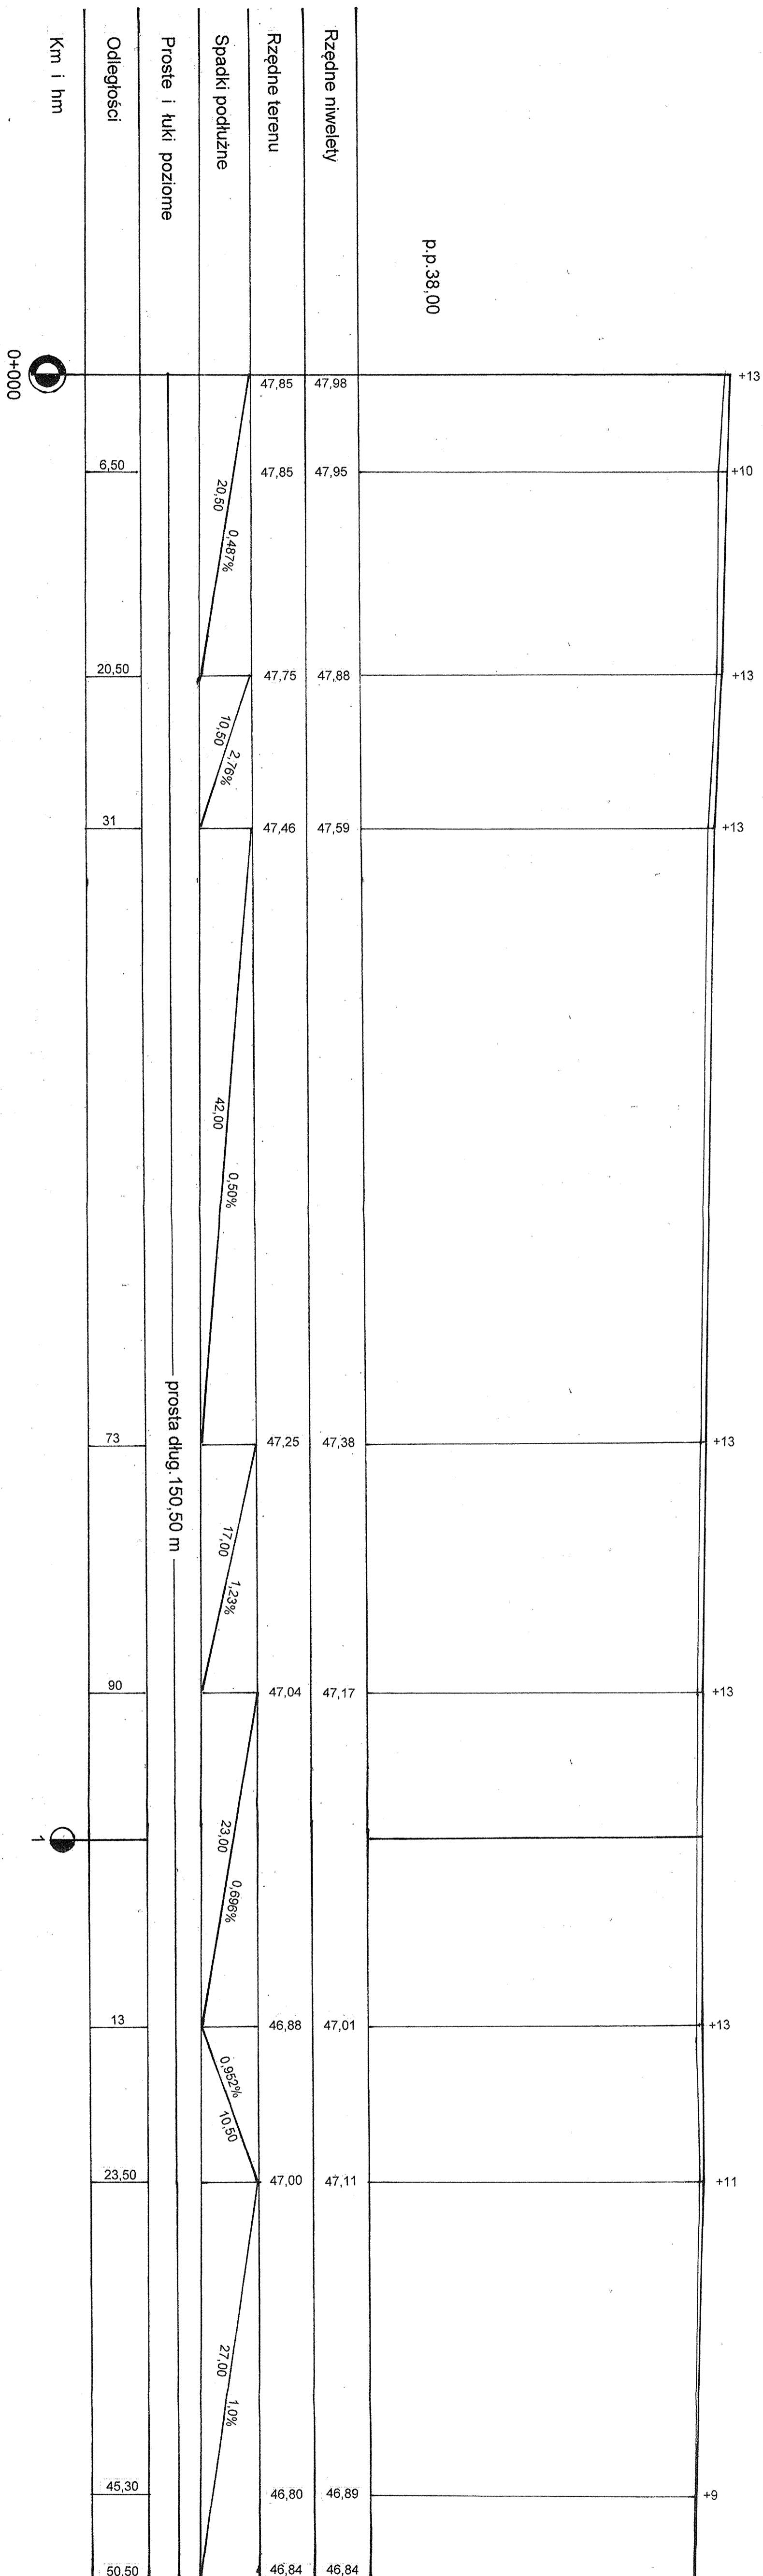 p.p.38,00
Rzędne niwelety
Rzędne terenu
Spadki podłużne
Proste i łuki poziome
Odległości
Km i hm
0+000
47,85 47,98 +13
6,50 47,85 47,95 +10
20,50 0,487%
20,50 47,75 47,88 +13
10,50 2,76%
31 47,46 47,59 +13
42,00 0,50%
73 47,25 47,38 +13
prosta dług.150,50 m
17,00 1,23%
90 47,04 47,17 +13
1
23,00 0,696%
13 46,88 47,01 +13
0,952% 10,50
23,50 47,00 47,11 +11
27,00 1,0%
45,30 46,80 46,89 +9
50,50 46,84 46,84